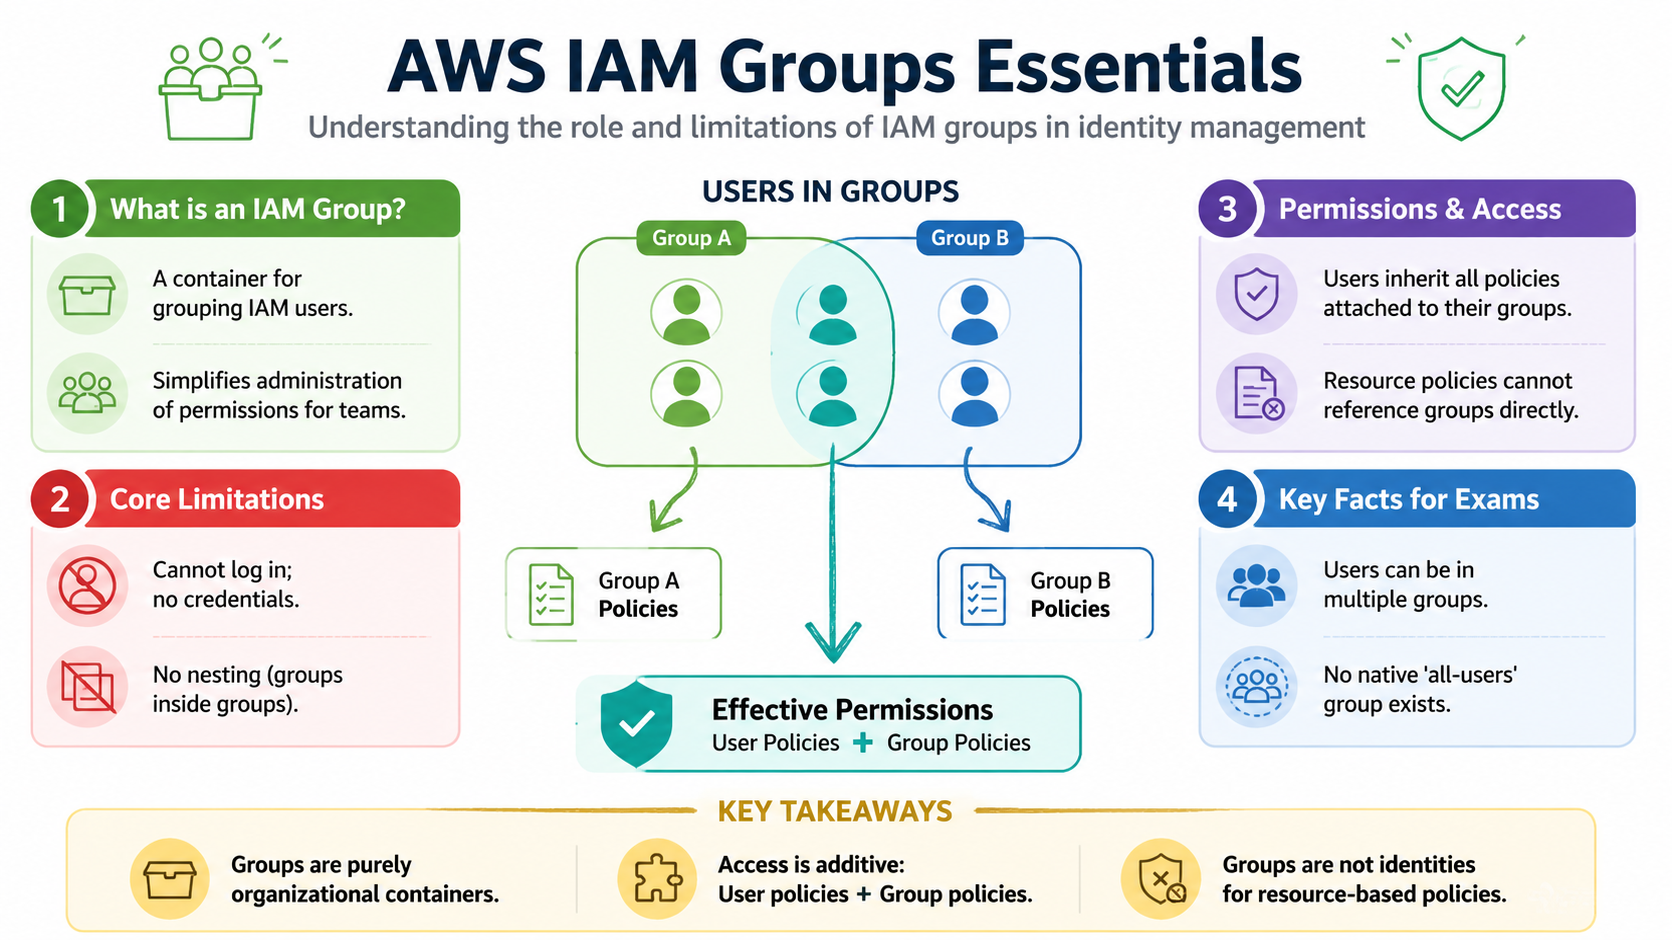 AWS IAM Groups Essentials
Understanding the role and limitations of IAM groups in identity management
1 What is an IAM Group?
A container for
grouping IAM users.
Simplifies administration
of permissions for teams.
2 Core Limitations
Cannot log in;
no credentials.
No nesting (groups
inside groups).
USERS IN GROUPS
Group A
Group B
Group A
Policies
Group B
Policies
Effective Permissions
User Policies + Group Policies
3 Permissions & Access
Users inherit all policies
attached to their groups.
Resource policies cannot
reference groups directly.
4 Key Facts for Exams
Users can be in
multiple groups.
No native 'all-users'
group exists.
KEY TAKEAWAYS
Groups are purely
organizational containers.
Access is additive:
User policies + Group policies.
Groups are not identities
for resource-based policies.